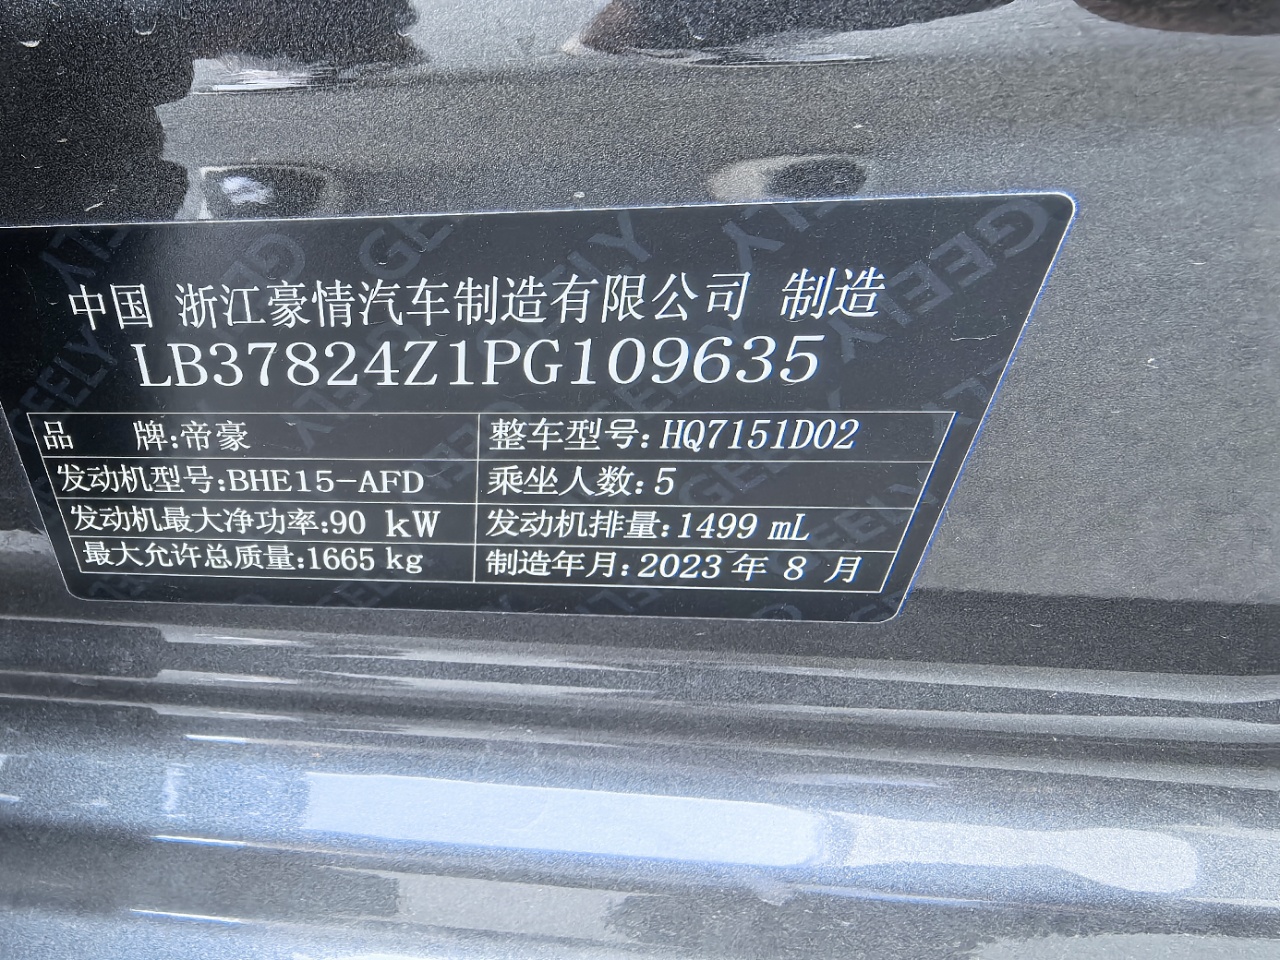 中国 浙江豪情汽车制造有限公司 制造
LB37824Z1PG109635
品 牌:帝豪 整车型号:HQ7151D02
发动机型号:BHE15-AFD 乘坐人数:5
发动机最大净功率:90 kW 发动机排量:1499 mL
最大允许总质量:1665 kg 制造年月:2023 年 8 月
GEELY